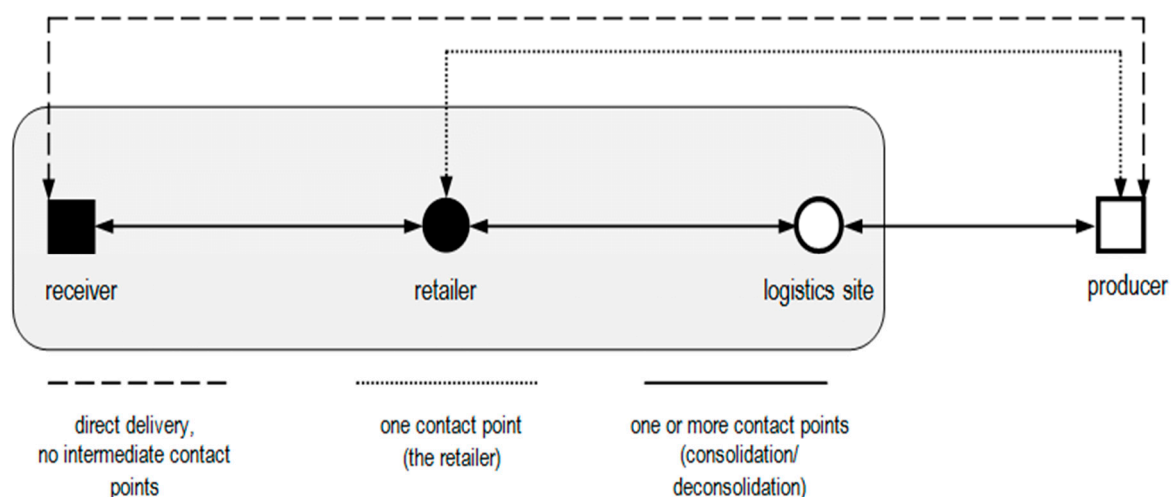 receiver
retailer
logistics site
producer
direct delivery,
no intermediate contact
points
one contact point
(the retailer)
one or more contact points
(consolidation/
deconsolidation)